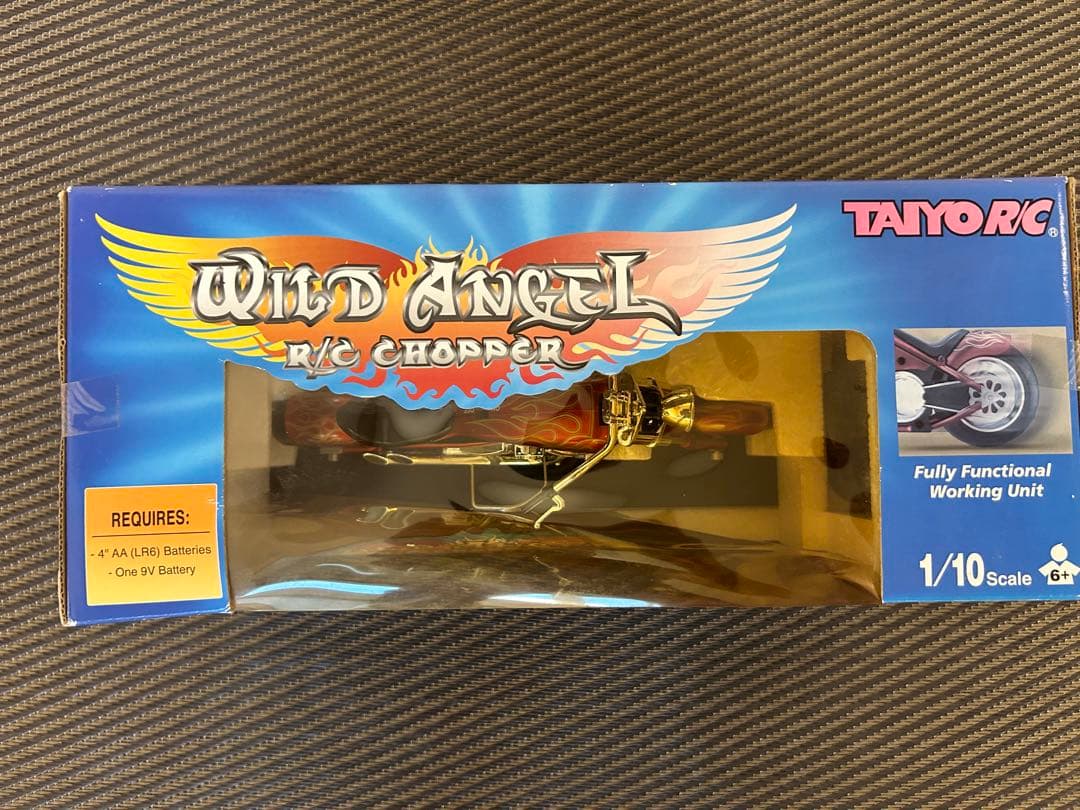 TAIYO R/C®
WILD ANGEL
R/C CHOPPER
Fully Functional
Working Unit
REQUIRES:
- 4" AA (LR6) Batteries
- One 9V Battery
1/10 Scale
6+